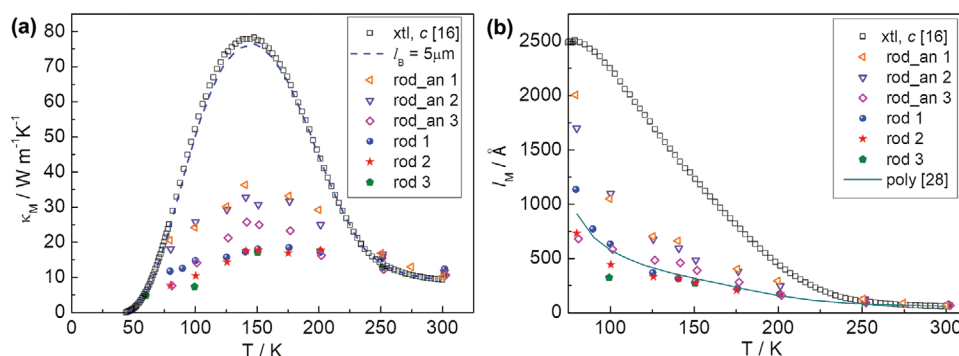 (a)
90
80
70
60
50
40
30
20
10
0
κM / W m⁻¹K⁻¹
0 50 100 150 200 250 300
T / K
xtl, c [16]
lB = 5μm
rod_an 1
rod_an 2
rod_an 3
rod 1
rod 2
rod 3
(b)
2500
2000
1500
1000
500
0
lM / Å
100 150 200 250 300
T / K
xtl, c [16]
rod_an 1
rod_an 2
rod_an 3
rod 1
rod 2
rod 3
poly [28]